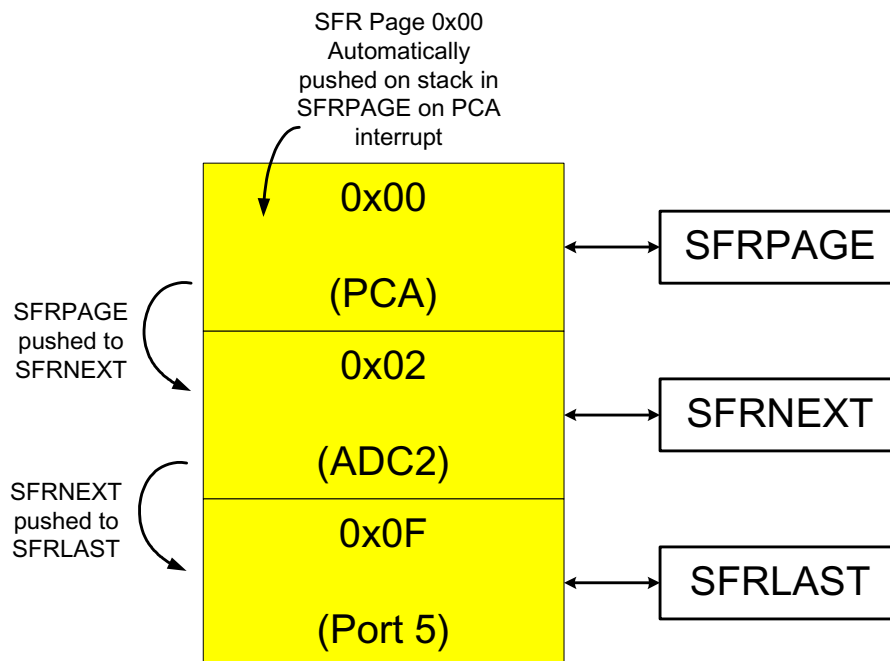 SFR Page 0x00
Automatically
pushed on stack in
SFRPAGE on PCA
interrupt
0x00
(PCA)
SFRPAGE
SFRPAGE
pushed to
SFRNEXT
0x02
(ADC2)
SFRNEXT
SFRNEXT
pushed to
SFRLAST
0x0F
(Port 5)
SFRLAST